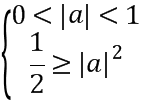 0 < |a| < 1
1/2 ≥ |a|²